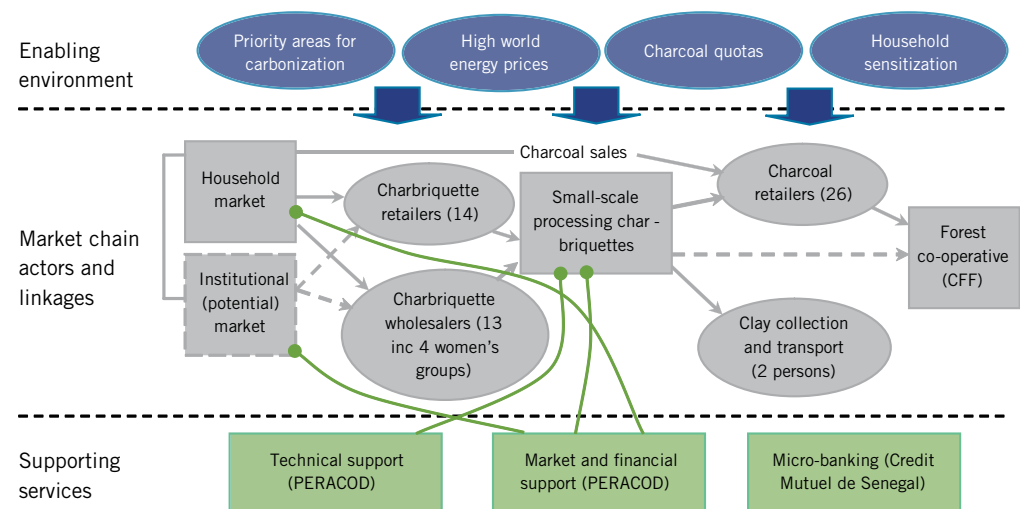 Enabling
environment
Priority areas for
carbonization
High world
energy prices
Charcoal quotas
Household
sensitization
Market chain
actors and
linkages
Household
market
Institutional
(potential)
market
Charcoal sales
Charbriquette
retailers (14)
Charbriquette
wholesalers (13
inc 4 women’s
groups)
Small-scale
processing char -
briquettes
Charcoal
retailers (26)
Clay collection
and transport
(2 persons)
Forest
co-operative
(CFF)
Supporting
services
Technical support
(PERACOD)
Market and financial
support (PERACOD)
Micro-banking (Credit
Mutuel de Senegal)